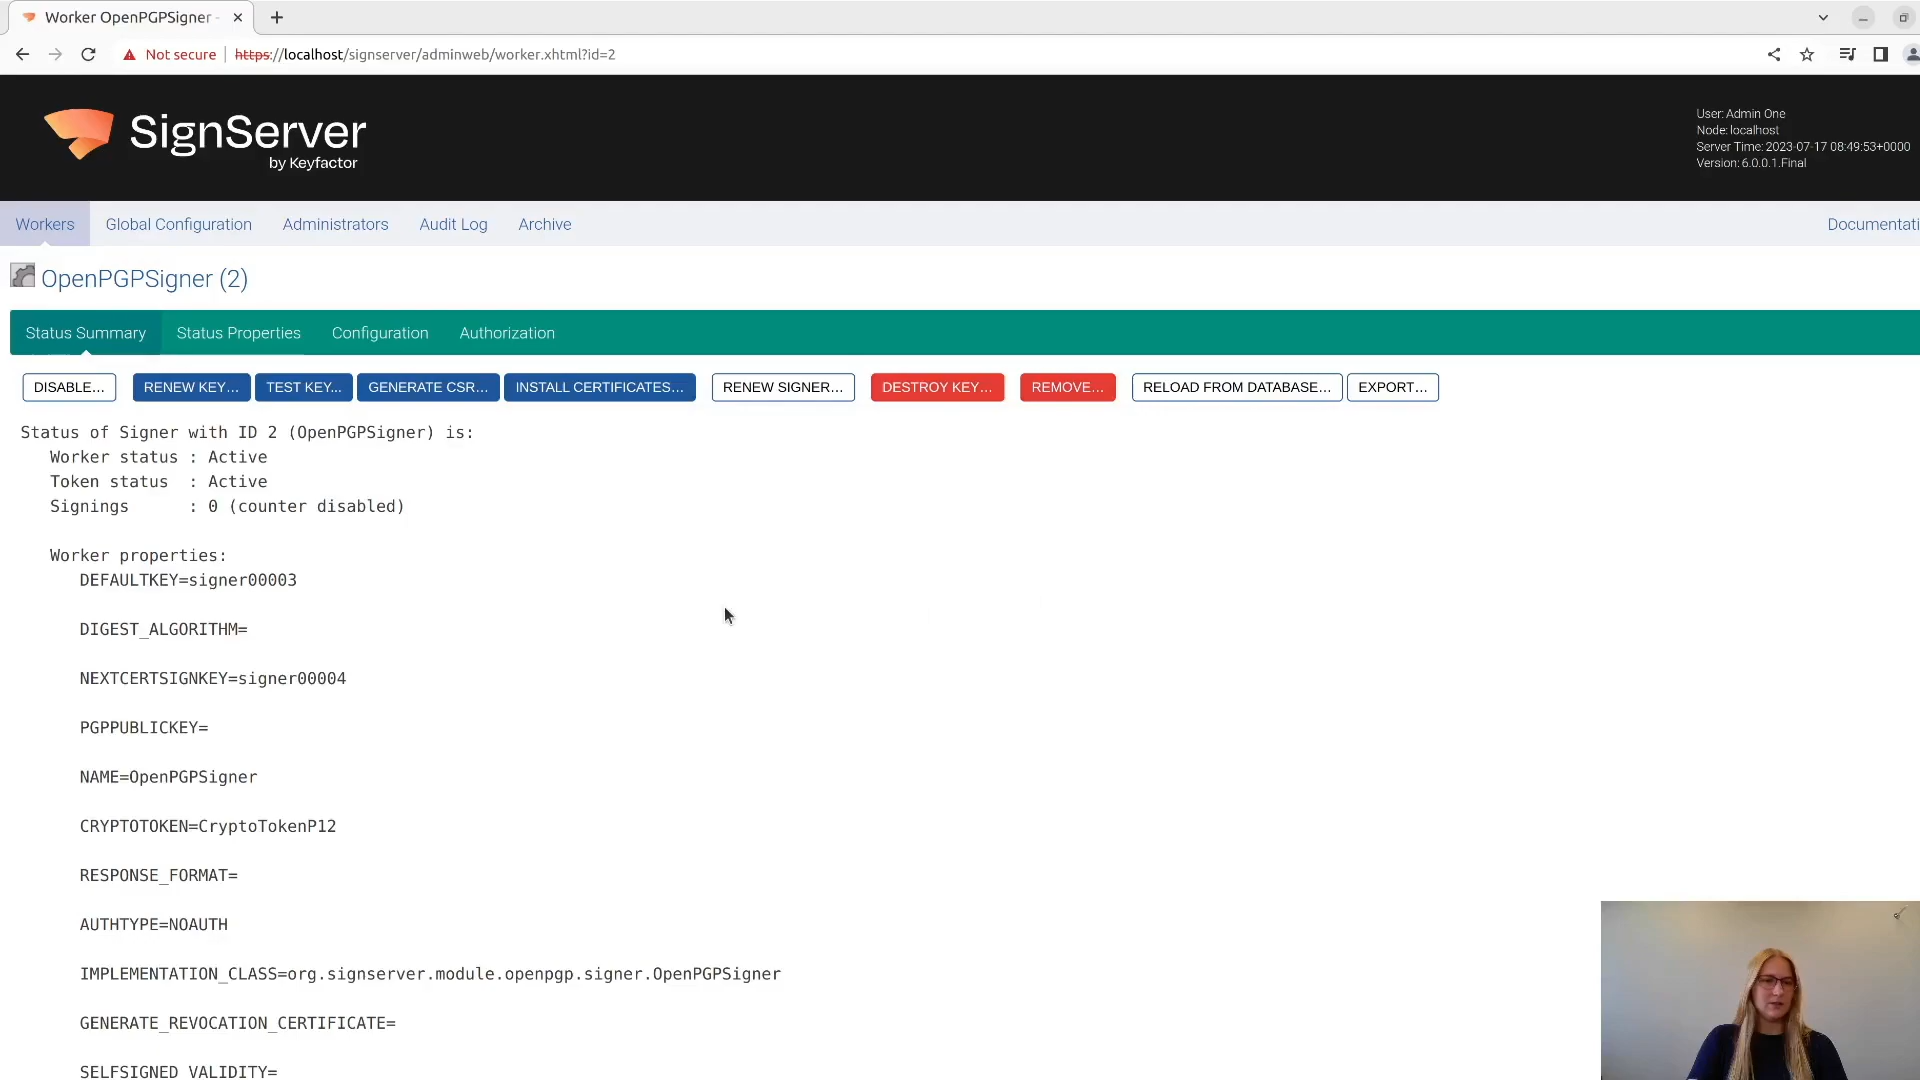 Worker OpenPGPSigner -
Not secure https://localhost/signserver/adminweb/worker.xhtml?id=2
SignServer
by Keyfactor
User: Admin One
Node: localhost
Server Time: 2023-07-17 08:49:53+0000
Version: 6.0.0.1.Final
Workers Global Configuration Administrators Audit Log Archive Documentati
OpenPGPSigner (2)
Status Summary Status Properties Configuration Authorization
DISABLE... RENEW KEY... TEST KEY... GENERATE CSR... INSTALL CERTIFICATES... RENEW SIGNER... DESTROY KEY... REMOVE... RELOAD FROM DATABASE... EXPORT...
Status of Signer with ID 2 (OpenPGPSigner) is:
Worker status : Active
Token status : Active
Signings : 0 (counter disabled)
Worker properties:
DEFAULTKEY=signer00003
DIGEST_ALGORITHM=
NEXTCERTSIGNKEY=signer00004
PGPPUBLICKEY=
NAME=OpenPGPSigner
CRYPTOTOKEN=CryptoTokenP12
RESPONSE_FORMAT=
AUTHTYPE=NOAUTH
IMPLEMENTATION_CLASS=org.signserver.module.openpgp.signer.OpenPGPSigner
GENERATE_REVOCATION_CERTIFICATE=
SELFSIGNED_VALIDITY=